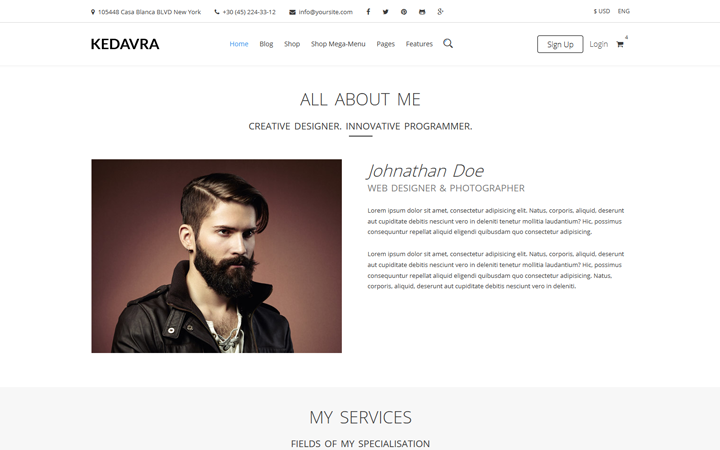 105448 Casa Blanca BLVD New York +30 (45) 224-33-12 info@yoursite.com $ USD ENG
KEDAVRA Home Blog Shop Shop Mega-Menu Pages Features Sign Up Login 4
ALL ABOUT ME
CREATIVE DESIGNER. INNOVATIVE PROGRAMMER.
Johnathan Doe
WEB DESIGNER & PHOTOGRAPHER
Lorem ipsum dolor sit amet, consectetur adipisicing elit. Natus, corporis, aliquid, deserunt
aut cupiditate debitis nesciunt vero in deleniti tenetur mollitia laudantium? Hic, possimus
consequuntur repellat aliquid eligendi quibusdam quo consectetur adipisicing.
Lorem ipsum dolor sit amet, consectetur adipisicing elit. Natus, corporis, aliquid, deserunt
aut cupiditate debitis nesciunt vero in deleniti tenetur mollitia laudantium? Hic, possimus
consequuntur repellat aliquid eligendi quibusdam quo consectetur adipisicing. Natus,
corporis, aliquid, deserunt aut cupiditate debitis nesciunt vero in deleniti.
MY SERVICES
FIELDS OF MY SPECIALISATION